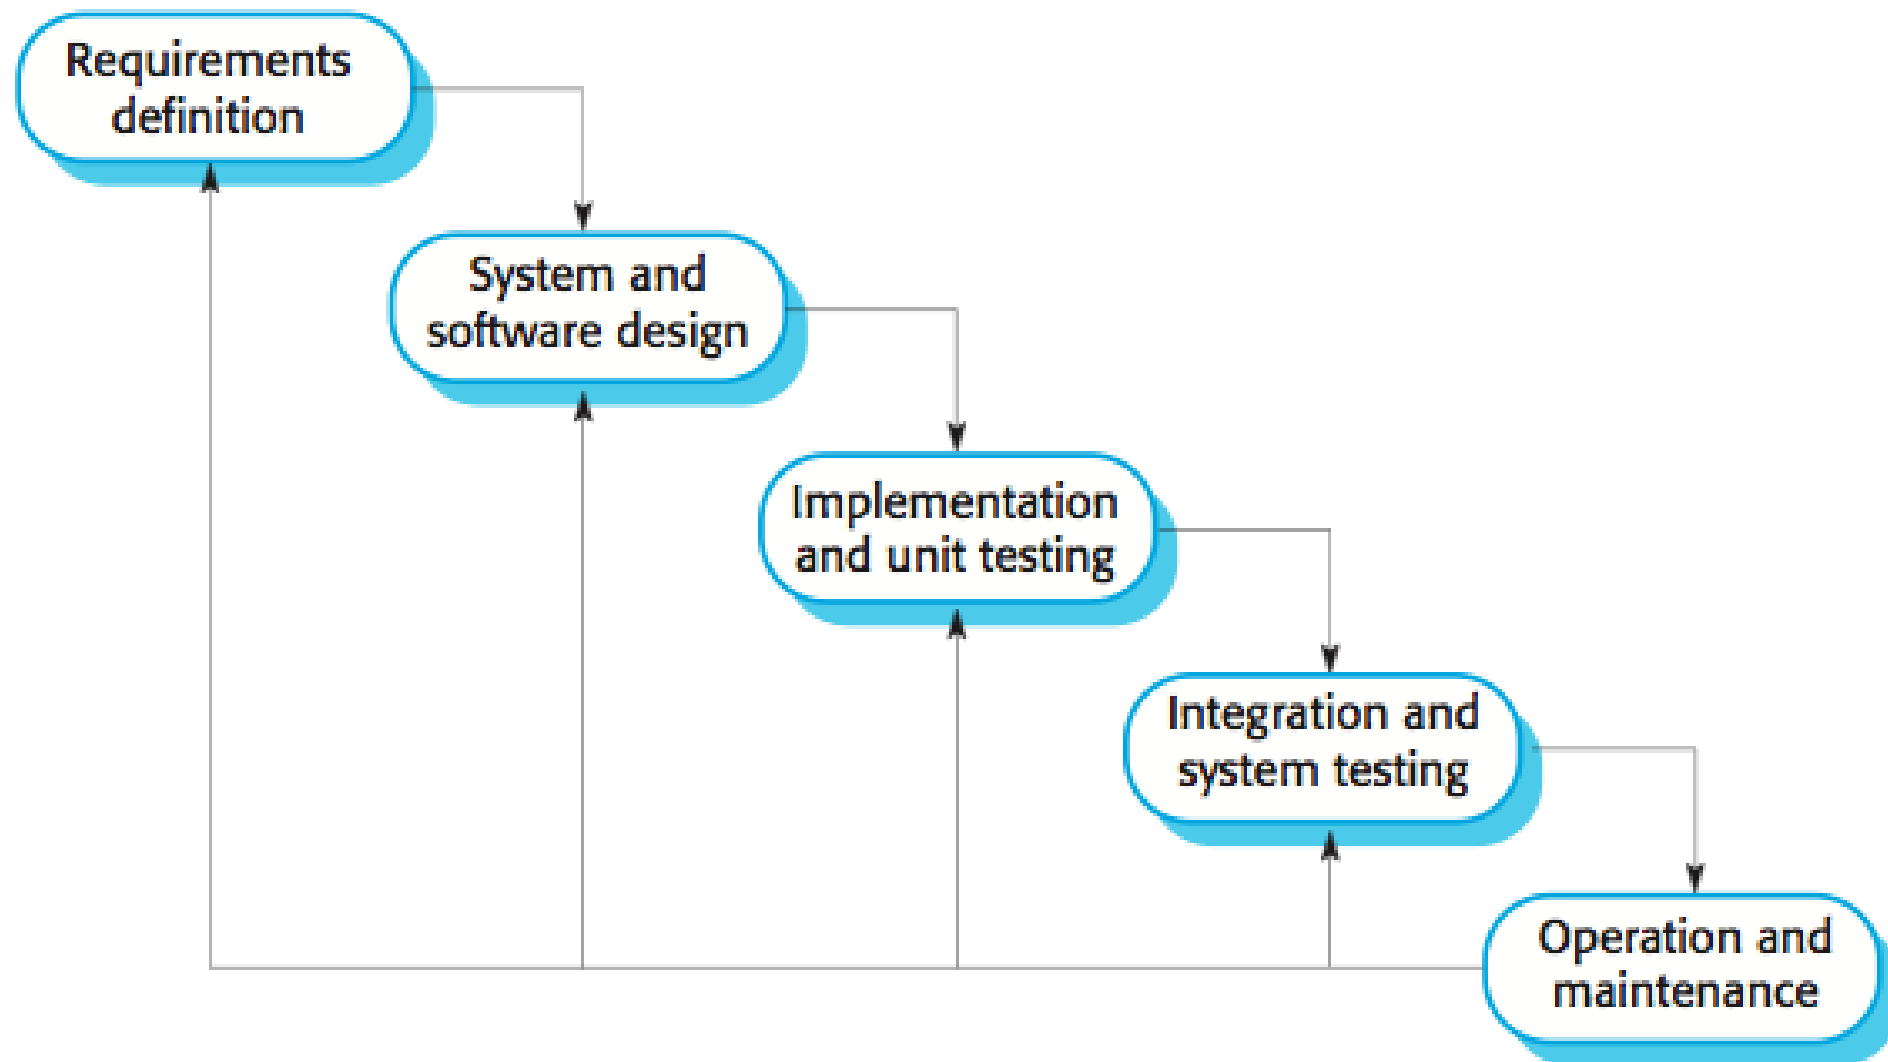 Requirements
definition
System and
software design
Implementation
and unit testing
Integration and
system testing
Operation and
maintenance